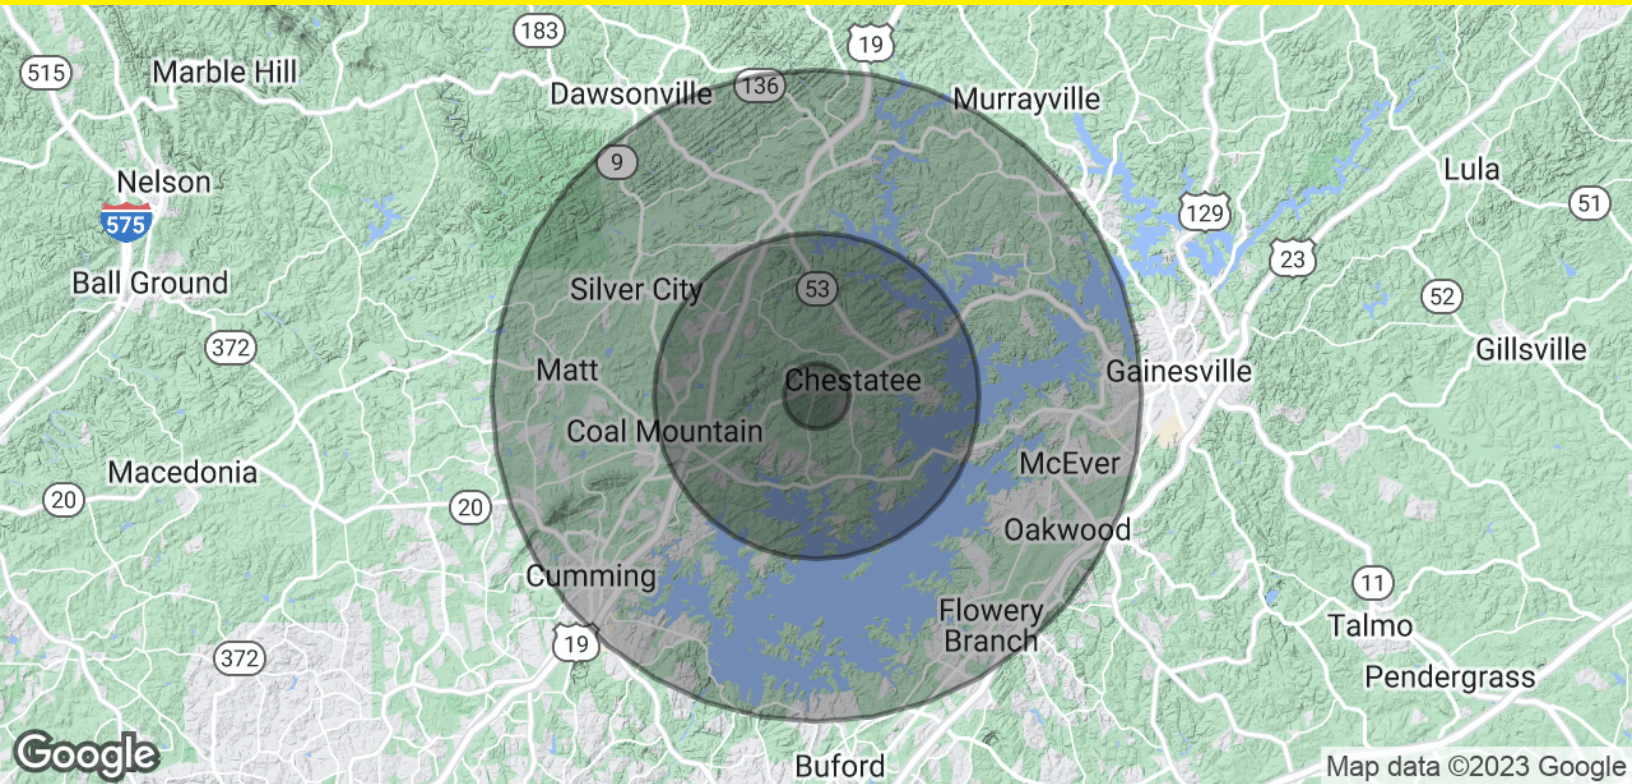 183
19
515
Marble Hill
136
Dawsonville
Murrayville
9
Lula
Nelson
51
129
575
23
Ball Ground
Silver City
53
52
372
Gillsville
Matt
Gainesville
Chestatee
Coal Mountain
McEver
Macedonia
20
20
Oakwood
Cumming
11
Flowery
Branch
Talmo
19
372
Pendergrass
Google
Buford
Map data ©2023 Google